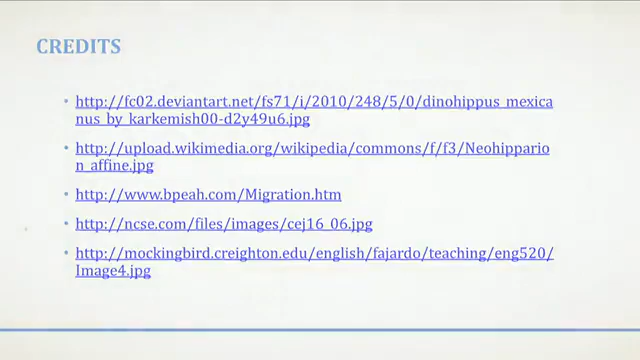 CREDITS
• http://fc02.deviantart.net/fs71/i/2010/248/5/0/dinohippus_mexica
nus_by_karkemish00-d2y49u6.jpg
• http://upload.wikimedia.org/wikipedia/commons/f/f3/Neohippario
n_affine.jpg
• http://www.bpeah.com/Migration.htm
• http://ncse.com/files/images/cej16_06.jpg
• http://mockingbird.creighton.edu/english/fajardo/teaching/eng520/
Image4.jpg